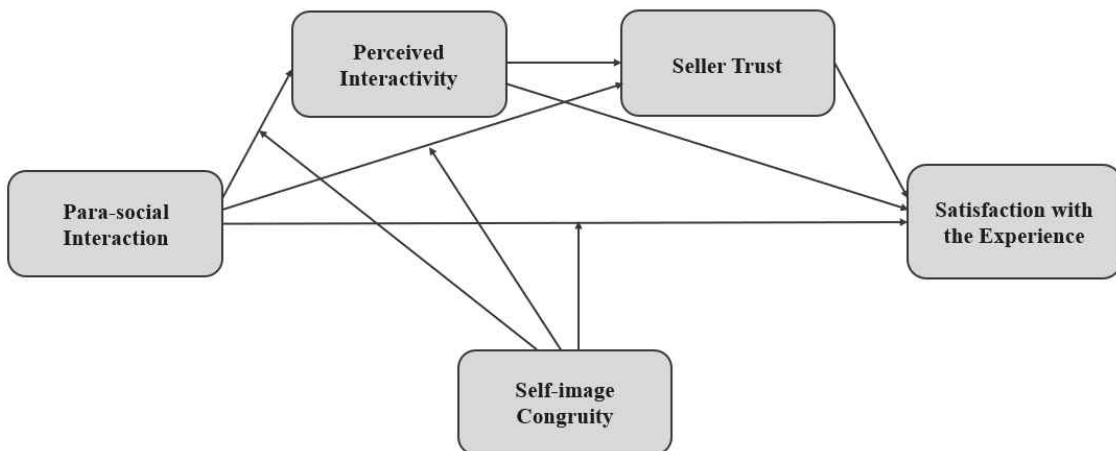 Perceived
Interactivity
Seller Trust
Para-social
Interaction
Satisfaction with
the Experience
Self-image
Congruity